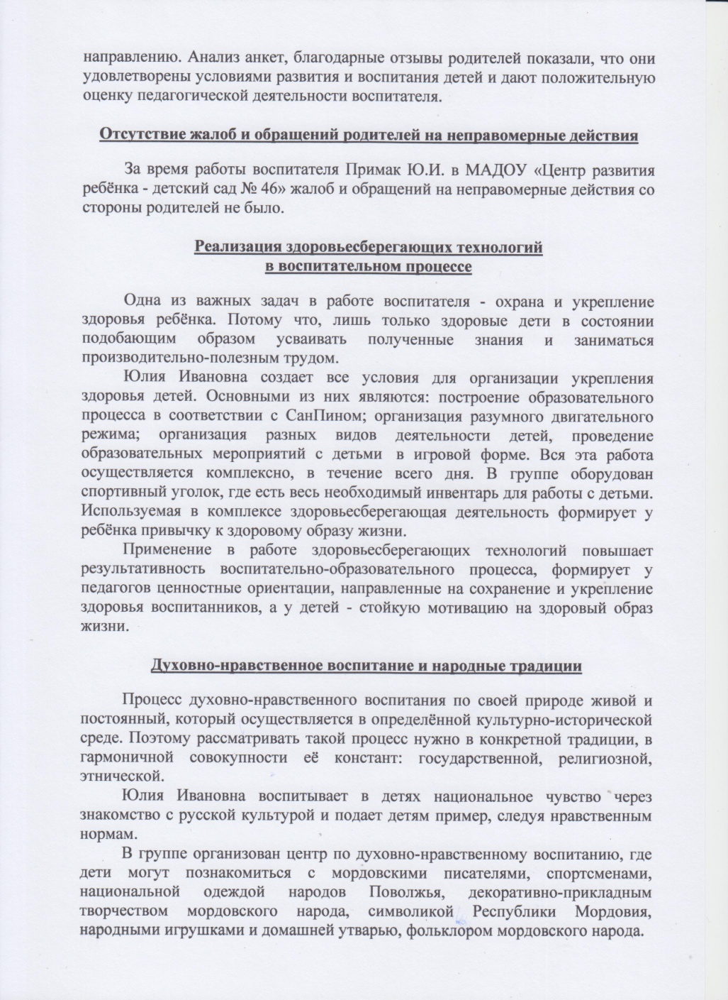 направлению. Анализ анкет, благодарные отзывы родителей показали, что они
удовлетворены условиями развития и воспитания детей и дают положительную
оценку педагогической деятельности воспитателя.
Отсутствие жалоб и обращений родителей на неправомерные действия
За время работы воспитателя Примак Ю.И. в МАДОУ «Центр развития
ребёнка - детский сад № 46» жалоб и обращений на неправомерные действия со
стороны родителей не было.
Реализация здоровьесберегающих технологий
в воспитательном процессе
Одна из важных задач в работе воспитателя - охрана и укрепление
здоровья ребёнка. Потому что, лишь только здоровые дети в состоянии
подобающим образом усваивать полученные знания и заниматься
производительно-полезным трудом.
Юлия Ивановна создает все условия для организации укрепления
здоровья детей. Основными из них являются: построение образовательного
процесса в соответствии с СанПином; организация разумного двигательного
режима; организация разных видов деятельности детей, проведение
образовательных мероприятий с детьми в игровой форме. Вся эта работа
осуществляется комплексно, в течение всего дня. В группе оборудован
спортивный уголок, где есть весь необходимый инвентарь для работы с детьми.
Используемая в комплексе здоровьесберегающая деятельность формирует у
ребёнка привычку к здоровому образу жизни.
Применение в работе здоровьесберегающих технологий повышает
результативность воспитательно-образовательного процесса, формирует у
педагогов ценностные ориентации, направленные на сохранение и укрепление
здоровья воспитанников, а у детей - стойкую мотивацию на здоровый образ
жизни.
Духовно-нравственное воспитание и народные традиции
Процесс духовно-нравственного воспитания по своей природе живой и
постоянный, который осуществляется в определённой культурно-исторической
среде. Поэтому рассматривать такой процесс нужно в конкретной традиции, в
гармоничной совокупности её констант: государственной, религиозной,
этнической.
Юлия Ивановна воспитывает в детях национальное чувство через
знакомство с русской культурой и подает детям пример, следуя нравственным
нормам.
В группе организован центр по духовно-нравственному воспитанию, где
дети могут познакомиться с мордовскими писателями, спортсменами,
национальной одеждой народов Поволжья, декоративно-прикладным
творчеством мордовского народа, символикой Республики Мордовия,
народными игрушками и домашней утварью, фольклором мордовского народа.